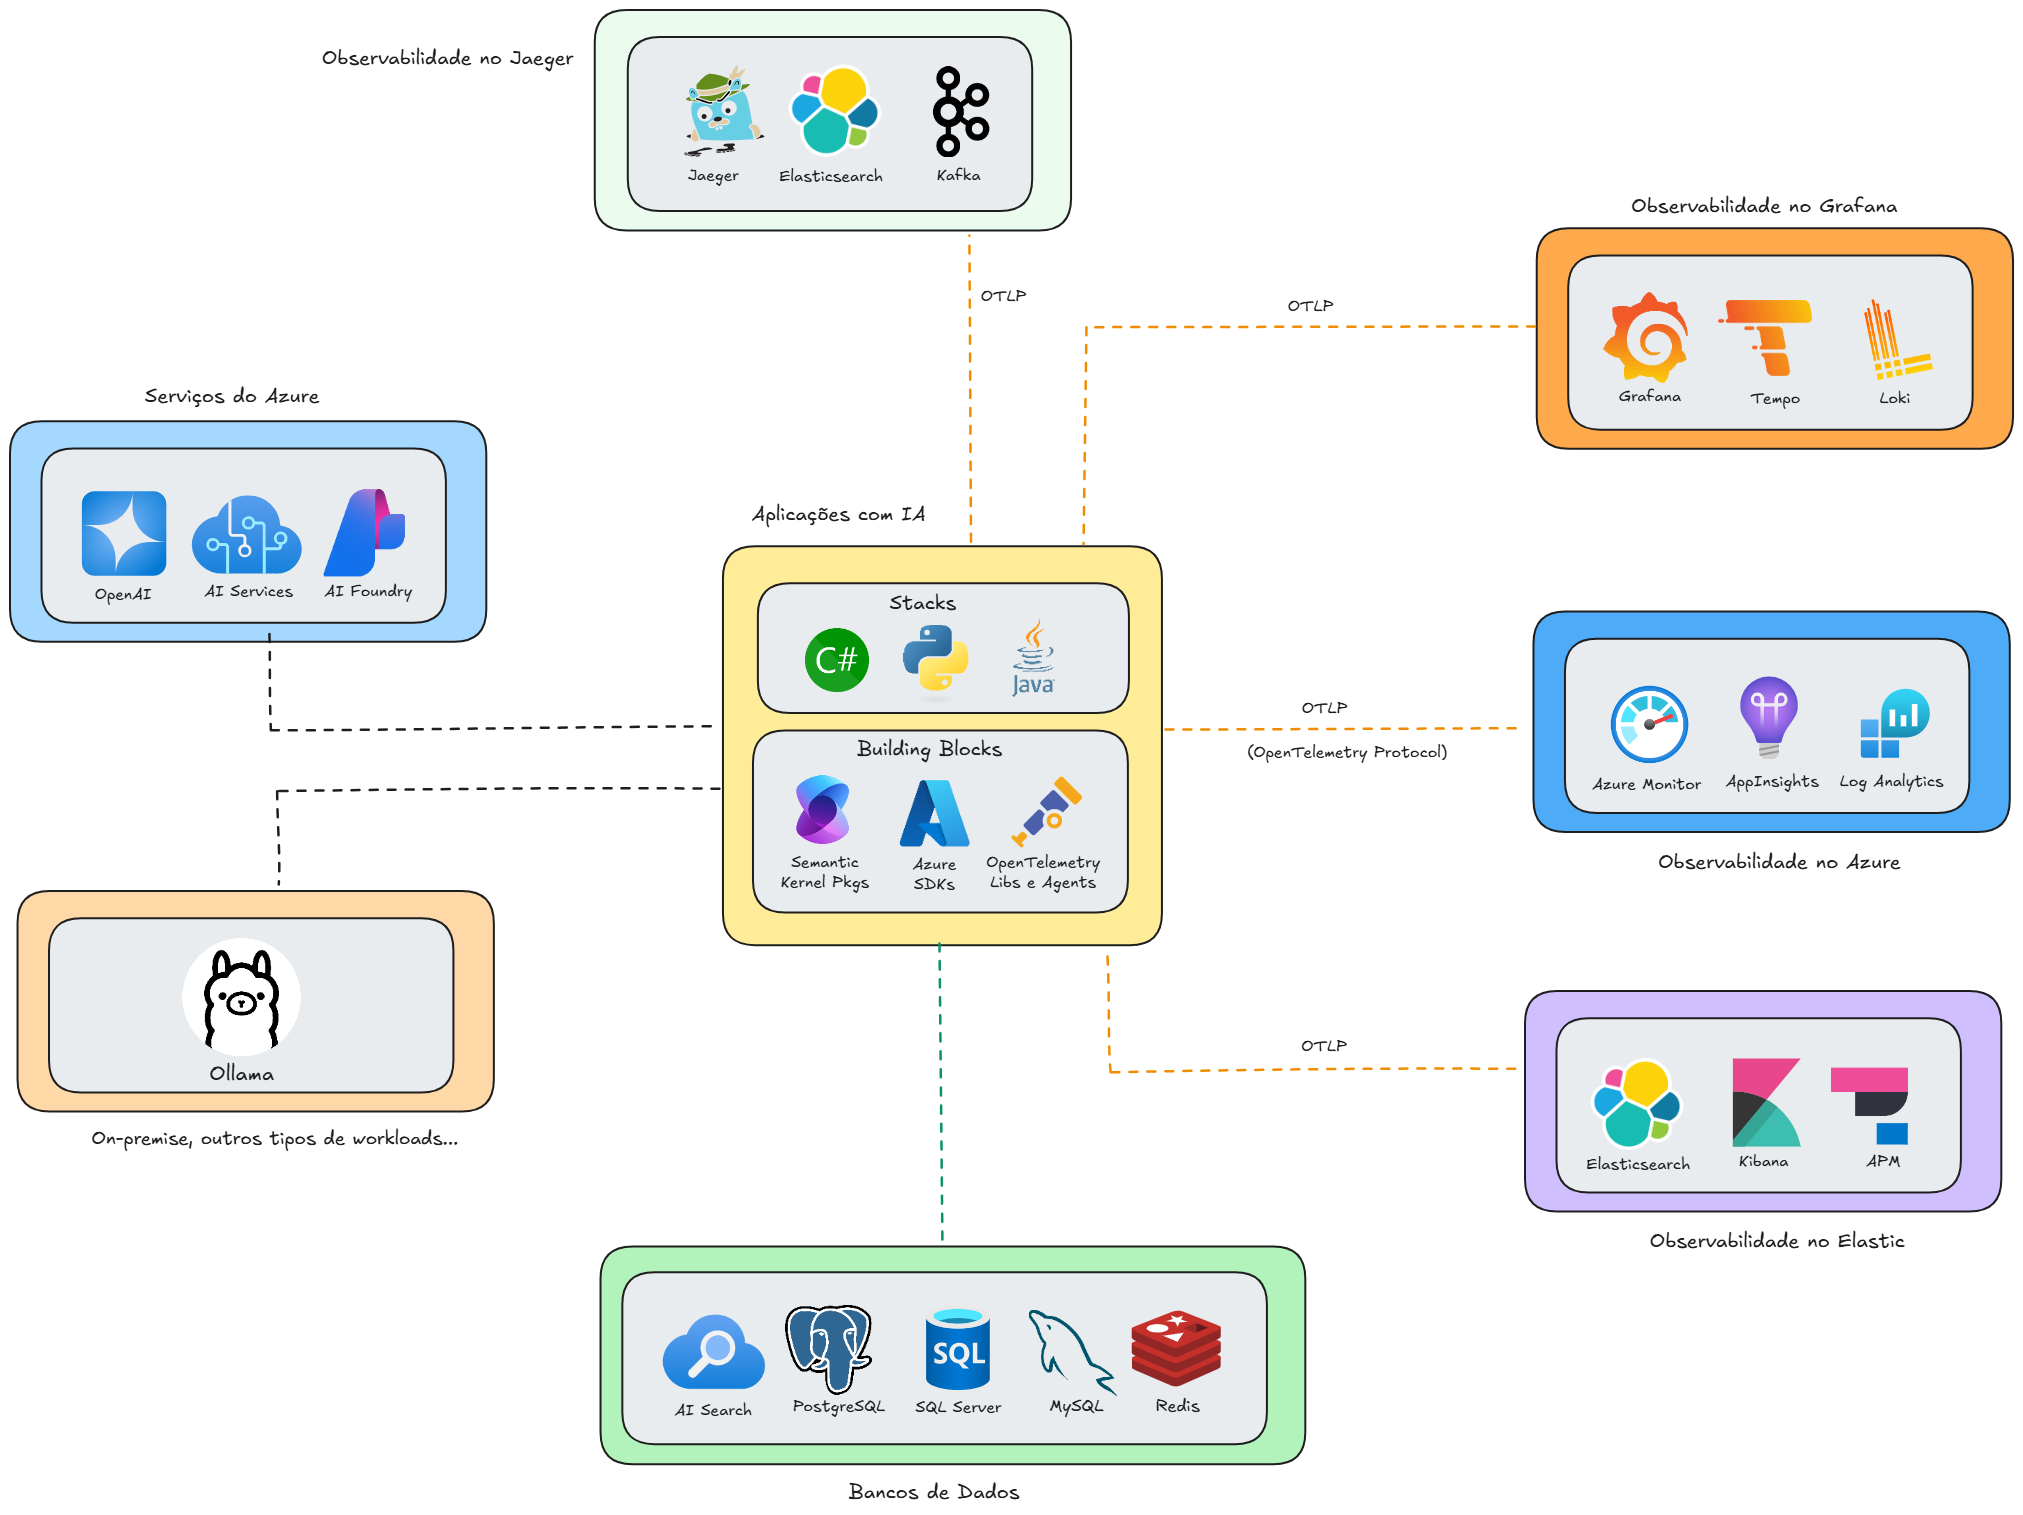 Observabilidade no Jaeger
Jaeger
Elasticsearch
Kafka
OTLP
Observabilidade no Grafana
OTLP
Grafana
Tempo
Loki
Serviços do Azure
OpenAI
AI Services
AI Foundry
Aplicações com IA
Stacks
C#
Java
Building Blocks
Semantic
Kernel Pkgs
Azure
SDKs
OpenTelemetry
Libs e Agents
OTLP
(OpenTelemetry Protocol)
Azure Monitor
AppInsights
Log Analytics
Observabilidade no Azure
Ollama
On-premise, outros tipos de workloads...
OTLP
Elasticsearch
Kibana
APM
Observabilidade no Elastic
SQL
AI Search
PostgreSQL
SQL Server
MySQL
Redis
Bancos de Dados